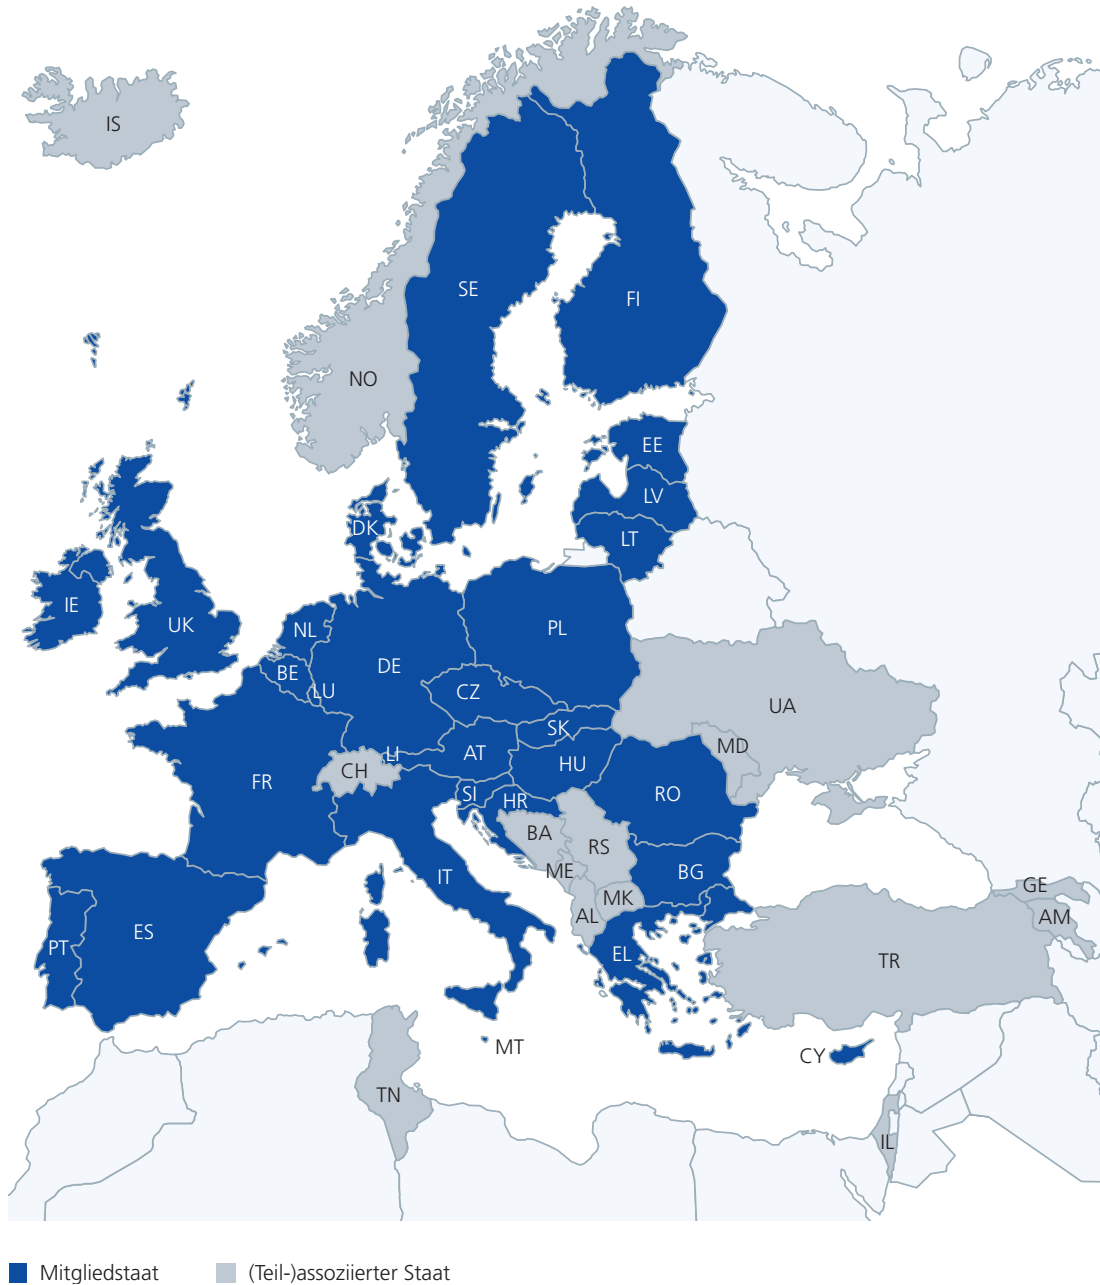 IS
SE
FI
NO
EE
LV
DK
LT
IE
UK
NL
PL
BE
DE
LU
CZ
UA
SK
MD
LI
AT
CH
HU
FR
SI
HR
RO
BA
RS
ME
BG
IT
MK
GE
AL
AM
ES
PT
EL
TR
MT
CY
TN
IL
Mitgliedstaat
(Teil-)assoziierter Staat